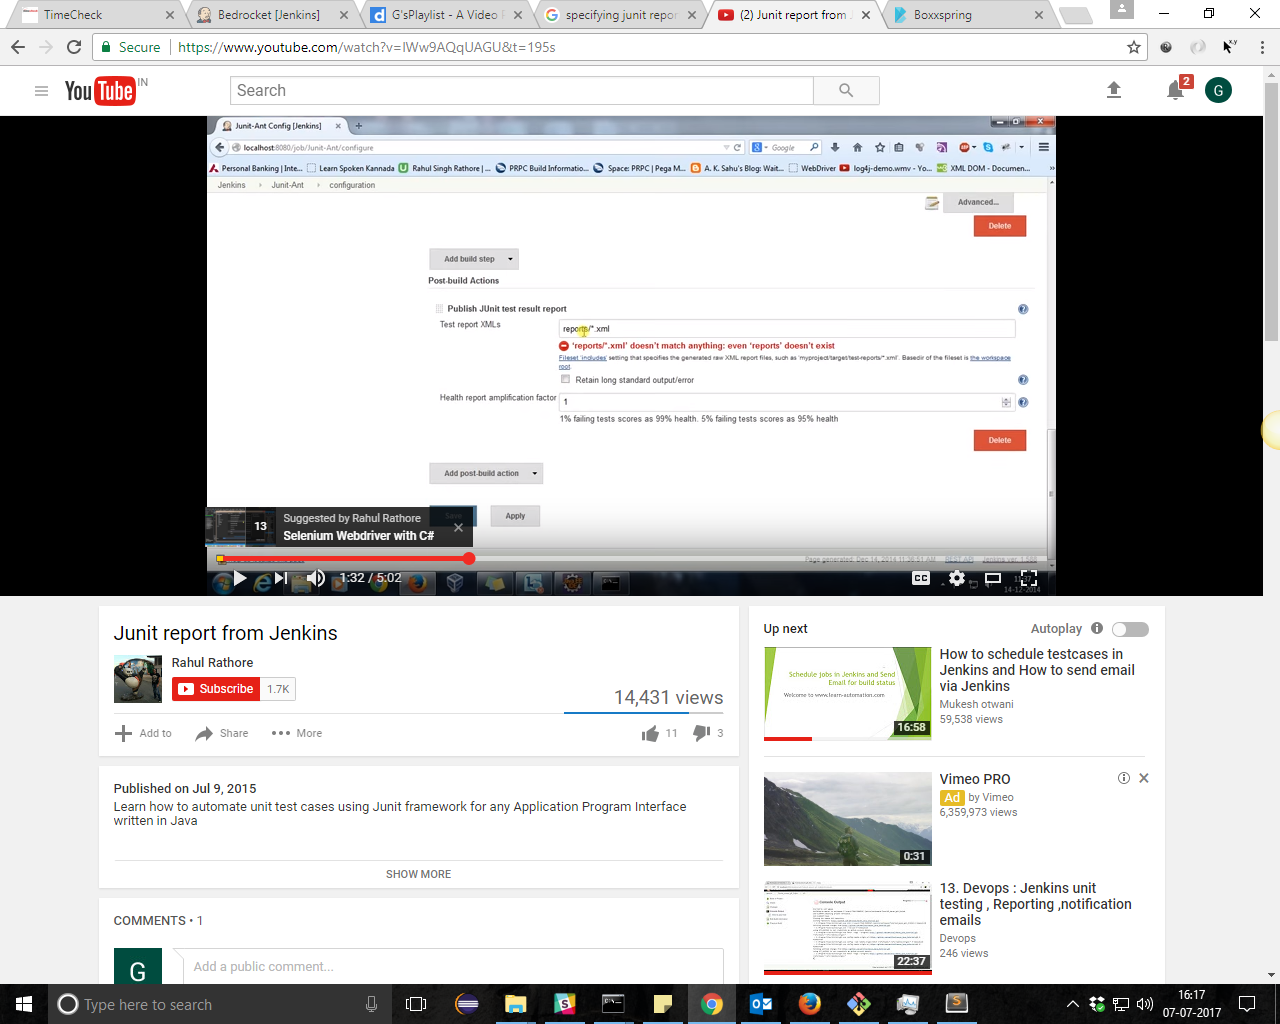 TimeCheck
Bedrocket [Jenkins]
G'sPlaylist - A Video
specifying junit repor
(2) Junit report from
Boxxspring
Secure
https://www.youtube.com/watch?v=IWw9AQqUAGU&t=195s
YouTube IN
Search
2
G
Junit-Ant Config [Jenkins]
localhost:8080/job/Junit-Ant/configure
Google
Personal Banking | Inte...
Learn Spoken Kannada
Rahul Singh Rathore | ...
PRPC Build Informatio...
Space: PRPC | Pega M...
A. K. Sahu's Blog: Wait...
WebDriver
log4j-demo.wmv - Yo...
XML DOM - Documen...
Jenkins
Junit-Ant
configuration
Advanced...
Delete
Add build step
Post-build Actions
Publish JUnit test result report
Test report XMLs
reports/*.xml
'reports/*.xml' doesn't match anything: even 'reports' doesn't exist
Fileset 'includes' setting that specifies the generated raw XML report files, such as 'myproject/target/test-reports/*.xml'. Basedir of the fileset is the workspace
root.
Retain long standard output/error
Health report amplification factor
1
1% failing tests scores as 99% health. 5% failing tests scores as 95% health
Delete
Add post-build action
Save
Apply
13
Suggested by Rahul Rathore
Selenium Webdriver with C#
Page generated: Dec 14, 2014
REST API
1:32 / 5:02
CC
14-12-2014
Junit report from Jenkins
Rahul Rathore
Subscribe
1.7K
14,431 views
Add to
Share
More
11
3
Published on Jul 9, 2015
Learn how to automate unit test cases using Junit framework for any Application Program Interface
written in Java
SHOW MORE
COMMENTS • 1
G
Add a public comment...
Up next
Autoplay
Schedule jobs in Jenkins and Send
Email for build status
Welcome to www.learn-automation.com
16:58
How to schedule testcases in
Jenkins and How to send email
via Jenkins
Mukesh otwani
59,538 views
Vimeo PRO
Ad by Vimeo
6,359,973 views
0:31
Console Output
22:37
13. Devops : Jenkins unit
testing , Reporting ,notification
emails
Devops
246 views
Type here to search
16:17
07-07-2017